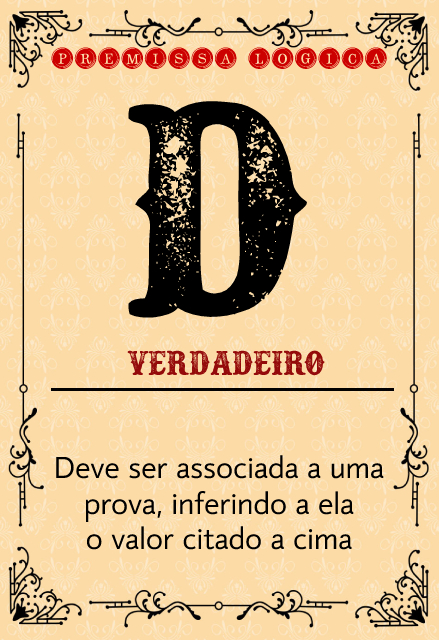 PREMISSA LOGICA
D
VERDADEIRO
Deve ser associada a uma
prova, inferindo a ela
o valor citado a cima